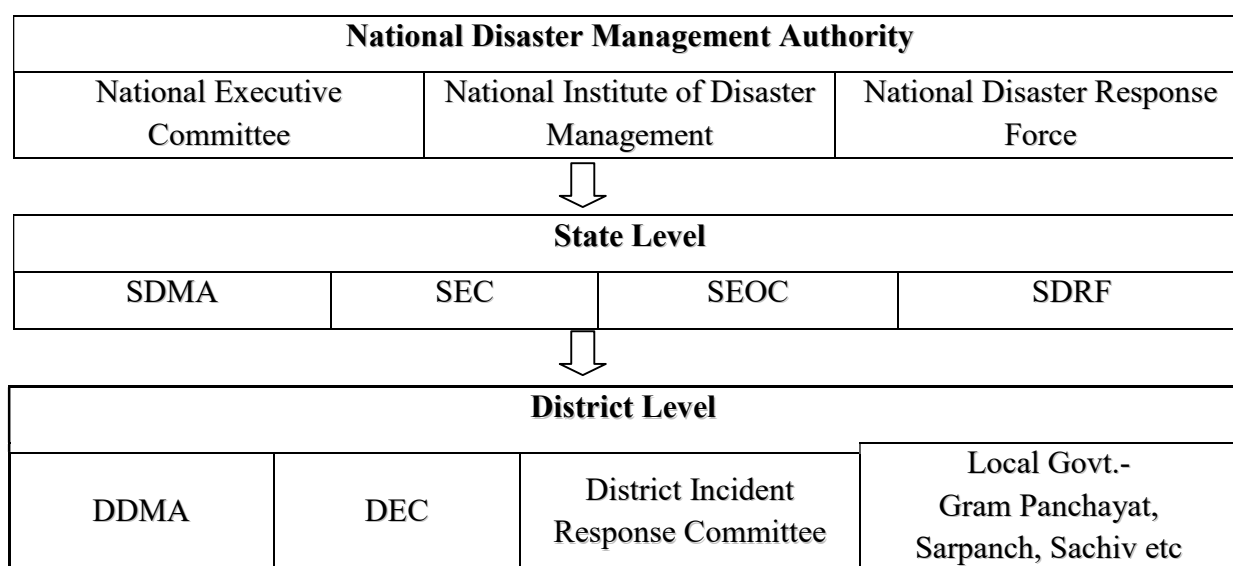 National Disaster Management Authority
National Executive
Committee
National Institute of Disaster
Management
National Disaster Response
Force
State Level
SDMA
SEC
SEOC
SDRF
District Level
DDMA
DEC
District Incident
Response Committee
Local Govt.-
Gram Panchayat,
Sarpanch, Sachiv etc